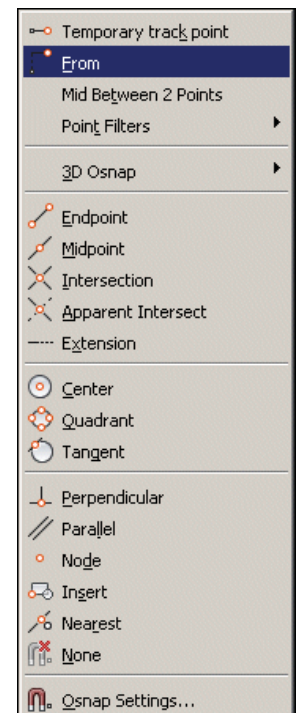 Temporary track point
From
Mid Between 2 Points
Point Filters
3D Osnap
Endpoint
Midpoint
Intersection
Apparent Intersect
Extension
Center
Quadrant
Tangent
Perpendicular
Parallel
Node
Insert
Nearest
None
Osnap Settings...